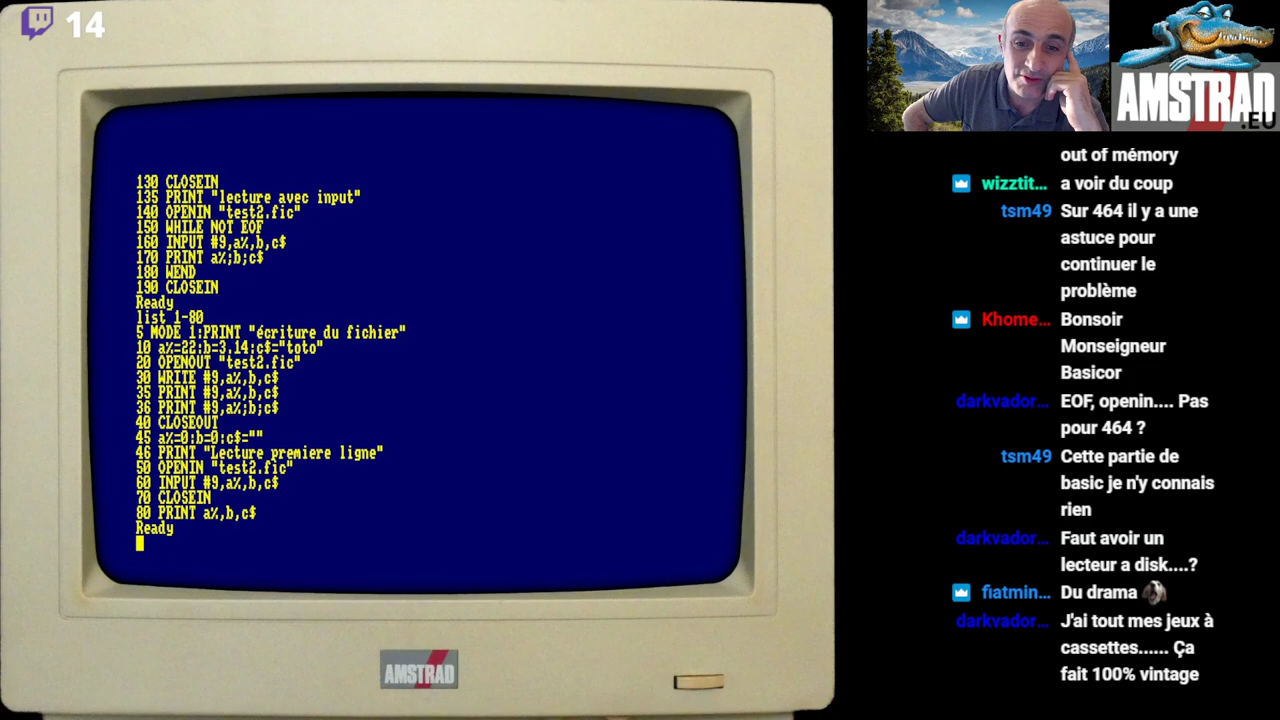 14
130 CLOSEIN
135 PRINT "lecture avec input"
140 OPENIN "test2.fic"
150 WHILE NOT EOF
160 INPUT #9,a%,b,c$
170 PRINT a%;b;c$
180 WEND
190 CLOSEIN
Ready
list 1-80
5 MODE 1:PRINT "écriture du fichier"
10 a%=22:b=3.14:c$="toto"
20 OPENOUT "test2.fic"
30 WRITE #9,a%,b,c$
35 PRINT #9,a%,b,c$
36 PRINT #9,a%;b;c$
40 CLOSEOUT
45 a%=0:b=0:c$=""
46 PRINT "Lecture premiere ligne"
50 OPENIN "test2.fic"
60 INPUT #9,a%,b,c$
70 CLOSEIN
80 PRINT a%,b,c$
Ready
AMSTRAD
AMSTRAD
.EU
out of mémory
wizztit... a voir du coup
tsm49 Sur 464 il y a une
astuce pour
continuer le
problème
Khome... Bonsoir
Monseigneur
Basicor
darkvador... EOF, openin.... Pas
pour 464 ?
tsm49 Cette partie de
basic je n'y connais
rien
darkvador... Faut avoir un
lecteur a disk....?
fiatmin... Du drama
darkvador... J'ai tout mes jeux à
cassettes...... Ça
fait 100% vintage